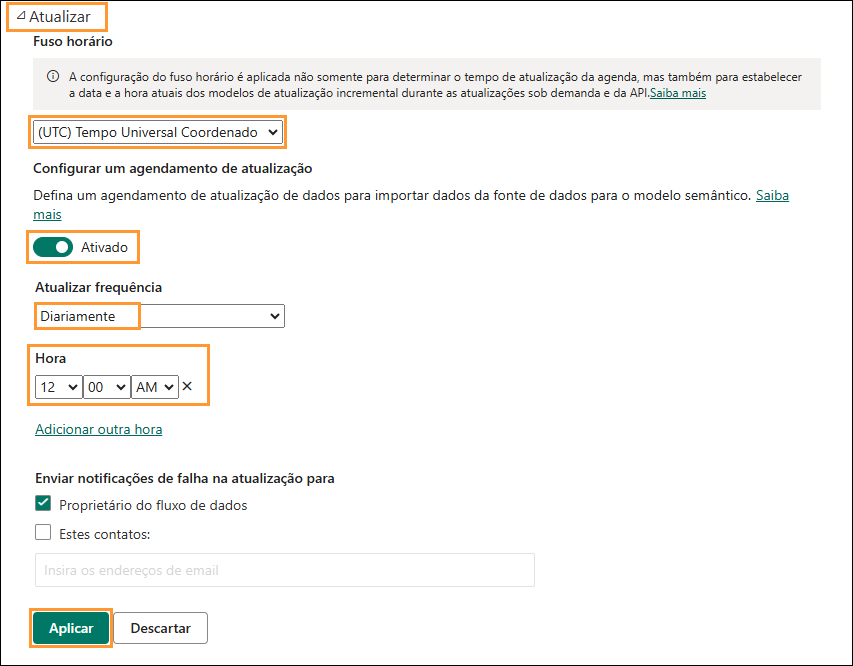 Atualizar
Fuso horário
A configuração do fuso horário é aplicada não somente para determinar o tempo de atualização da agenda, mas também para estabelecer
a data e a hora atuais dos modelos de atualização incremental durante as atualizações sob demanda e da API.Saiba mais
(UTC) Tempo Universal Coordenado
Configurar um agendamento de atualização
Defina um agendamento de atualização de dados para importar dados da fonte de dados para o modelo semântico. Saiba
mais
Ativado
Atualizar frequência
Diariamente
Hora
12 00 AM
Adicionar outra hora
Enviar notificações de falha na atualização para
Proprietário do fluxo de dados
Estes contatos:
Insira os endereços de email
Aplicar Descartar